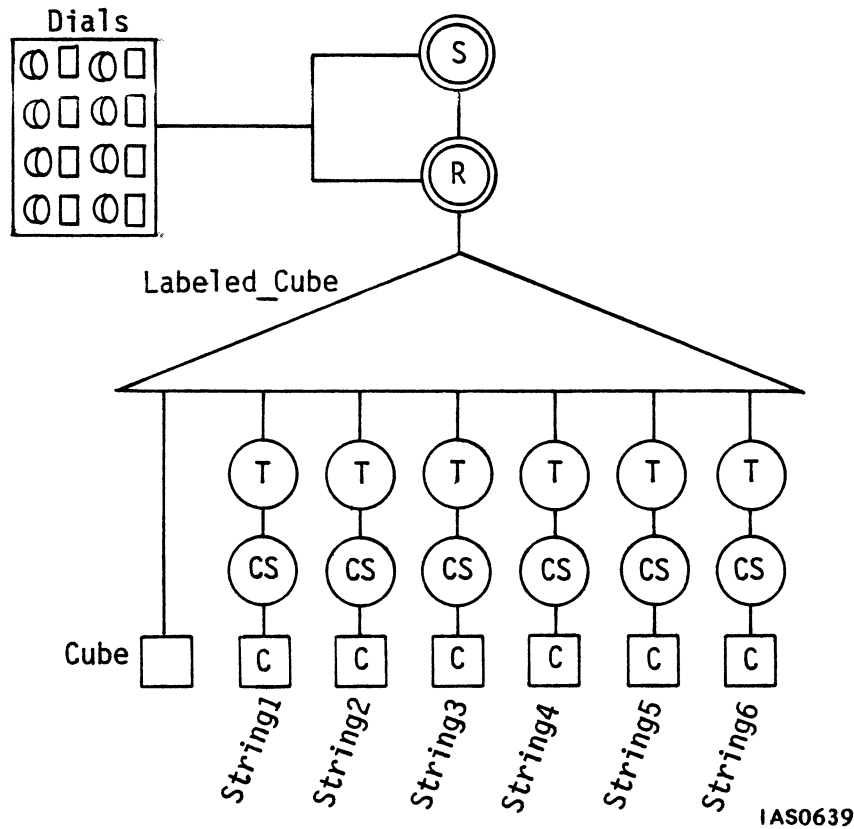 Dials
S
R
Labeled_Cube
T T T T T T
CS CS CS CS CS CS
Cube C C C C C C
String1 String2 String3 String4 String5 String6
IAS0639